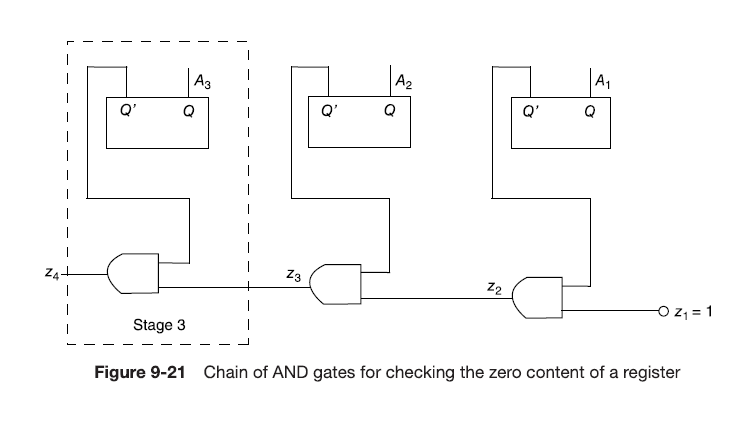 A3 A2 A1
Q' Q Q' Q Q' Q
z4 z3 z2 z1 = 1
Stage 3
Figure 9-21 Chain of AND gates for checking the zero content of a register